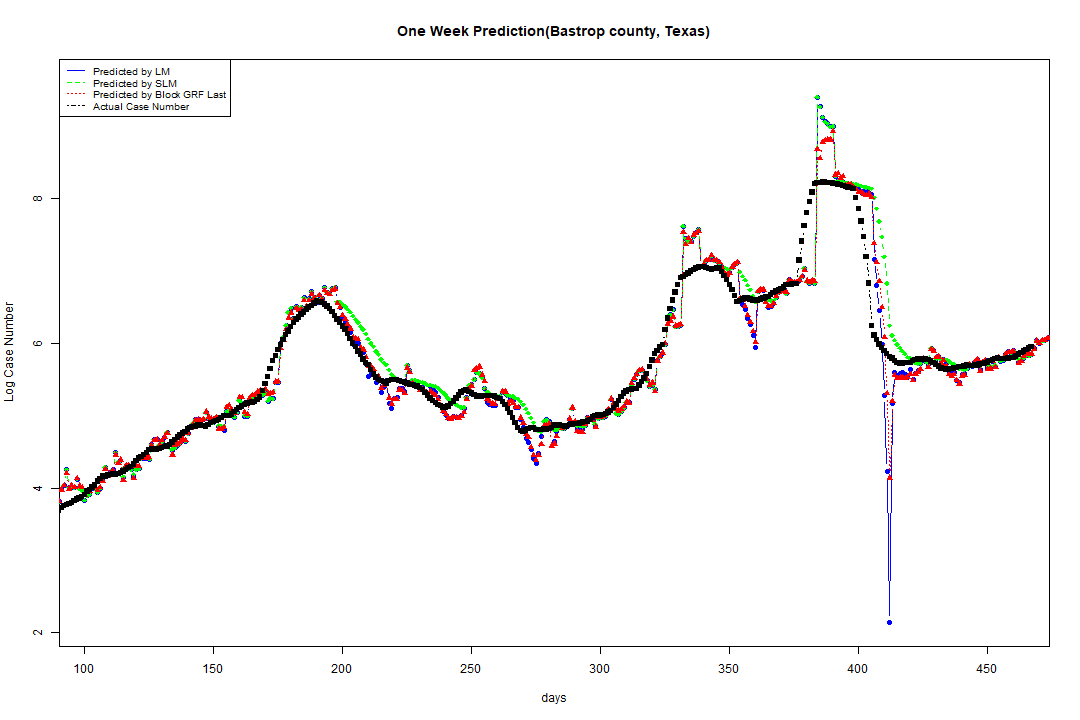 One Week Prediction(Bastrop county, Texas)
Predicted by LM
Predicted by SLM
Predicted by Block GRF Last
Actual Case Number
8
6
4
2
Log Case Number
100 150 200 250 300 350 400 450
days